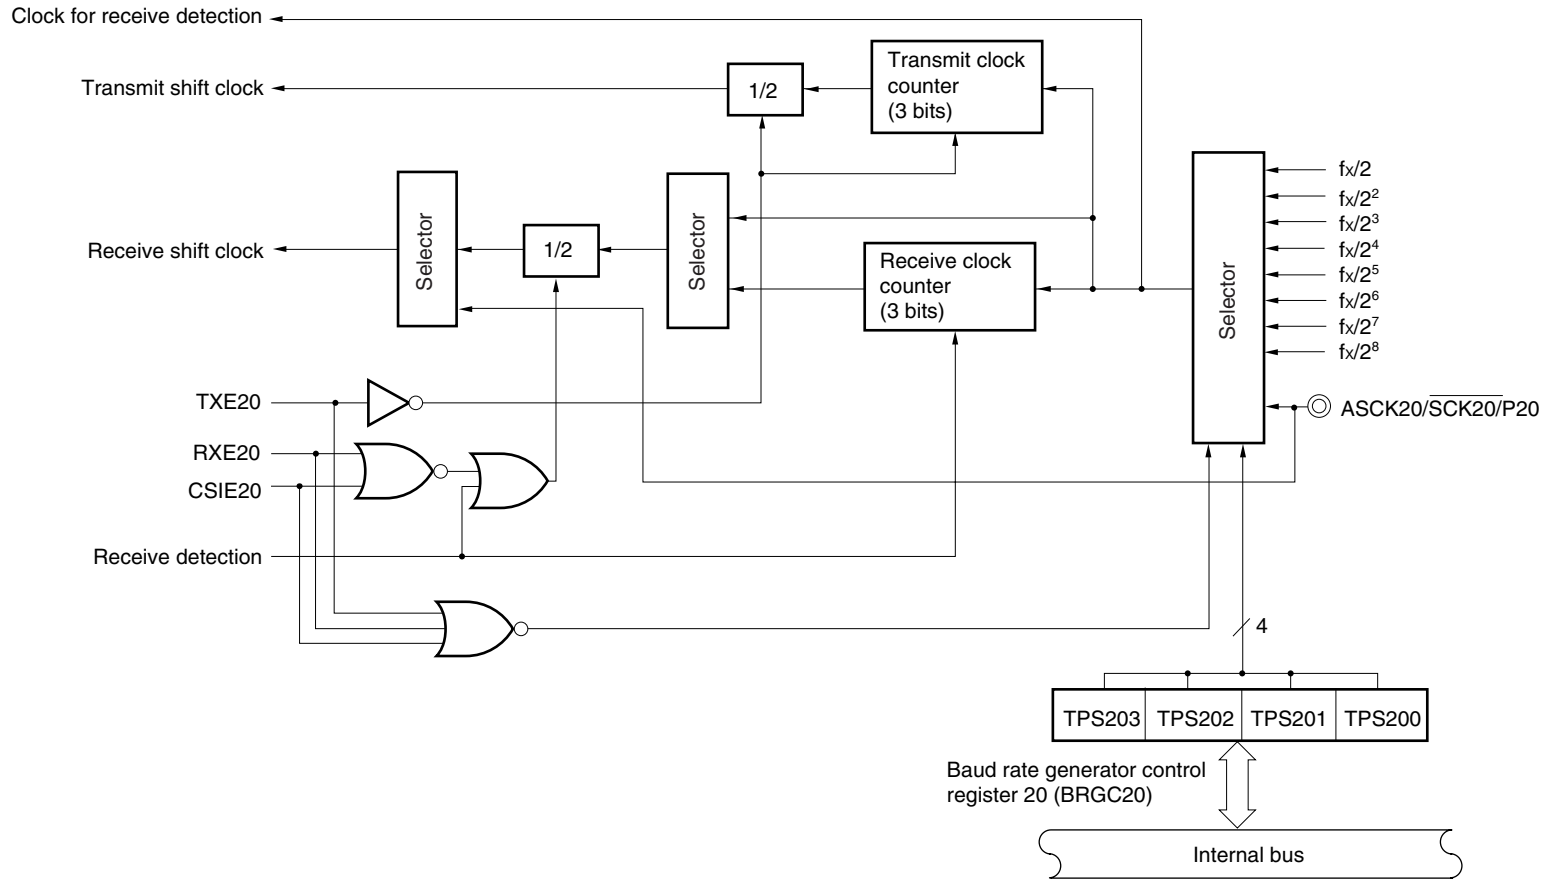 Clock for receive detection
Transmit shift clock
1/2
Transmit clock
counter
(3 bits)
Receive shift clock
Selector
1/2
Selector
Receive clock
counter
(3 bits)
Selector
fx/2
fx/2²
fx/2³
fx/2⁴
fx/2⁵
fx/2⁶
fx/2⁷
fx/2⁸
TXE20
ASCK20/S̅C̅K̅2̅0̅/P20
RXE20
CSIE20
Receive detection
4
TPS203 TPS202 TPS201 TPS200
Baud rate generator control
register 20 (BRGC20)
Internal bus